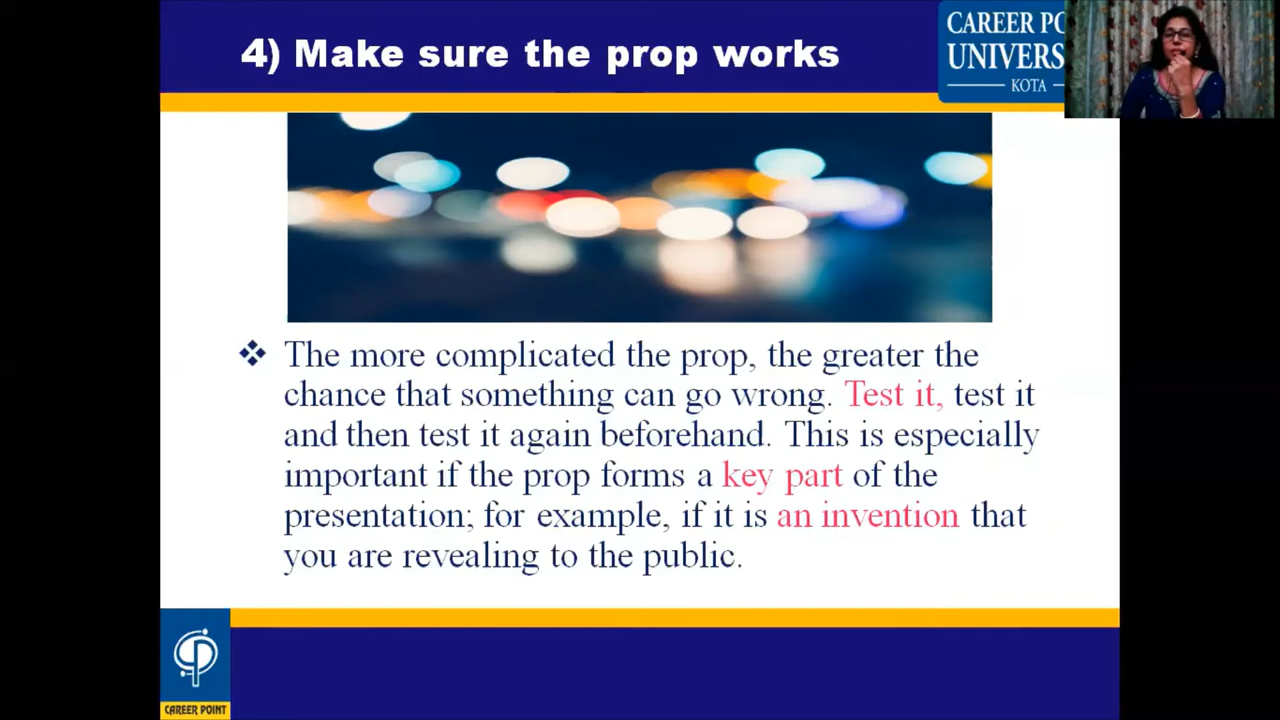 4) Make sure the prop works
CAREER PO
UNIVERS
KOTA
❖ The more complicated the prop, the greater the
chance that something can go wrong. Test it, test it
and then test it again beforehand. This is especially
important if the prop forms a key part of the
presentation; for example, if it is an invention that
you are revealing to the public.
CAREER POINT